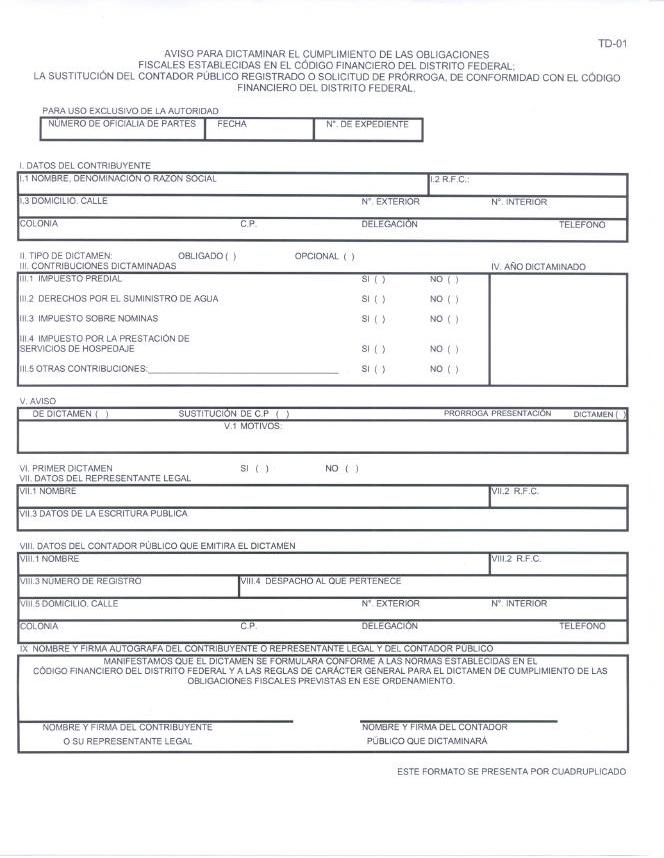 TD-01
AVISO PARA DICTAMINAR EL CUMPLIMIENTO DE LAS OBLIGACIONES
FISCALES ESTABLECIDAS EN EL CÓDIGO FINANCIERO DEL DISTRITO FEDERAL;
LA SUSTITUCIÓN DEL CONTADOR PÚBLICO REGISTRADO O SOLICITUD DE PRÓRROGA, DE CONFORMIDAD CON EL CÓDIGO
FINANCIERO DEL DISTRITO FEDERAL.
PARA USO EXCLUSIVO DE LA AUTORIDAD
NÚMERO DE OFICIALIA DE PARTES FECHA N°. DE EXPEDIENTE
I. DATOS DEL CONTRIBUYENTE
I.1 NOMBRE, DENOMINACIÓN O RAZON SOCIAL I.2 R.F.C.:
I.3 DOMICILIO. CALLE N°. EXTERIOR N°. INTERIOR
COLONIA C.P. DELEGACIÓN TELEFONO
II. TIPO DE DICTAMEN: OBLIGADO ( ) OPCIONAL ( )
III. CONTRIBUCIONES DICTAMINADAS IV. AÑO DICTAMINADO
III.1 IMPUESTO PREDIAL SI ( ) NO ( )
III.2 DERECHOS POR EL SUMINISTRO DE AGUA SI ( ) NO ( )
III.3 IMPUESTO SOBRE NOMINAS SI ( ) NO ( )
III.4 IMPUESTO POR LA PRESTACIÓN DE
SERVICIOS DE HOSPEDAJE SI ( ) NO ( )
III.5 OTRAS CONTRIBUCIONES:____________________ SI ( ) NO ( )
V. AVISO
DE DICTAMEN ( ) SUSTITUCIÓN DE C.P ( ) PRORROGA PRESENTACIÓN DICTAMEN ( )
V.1 MOTIVOS:
VI. PRIMER DICTAMEN SI ( ) NO ( )
VII. DATOS DEL REPRESENTANTE LEGAL
VII.1 NOMBRE VII.2 R.F.C.
VII.3 DATOS DE LA ESCRITURA PUBLICA
VIII. DATOS DEL CONTADOR PÚBLICO QUE EMITIRA EL DICTAMEN
VIII.1 NOMBRE VIII.2 R.F.C.
VIII.3 NÚMERO DE REGISTRO VIII.4 DESPACHO AL QUE PERTENECE
VIII.5 DOMICILIO. CALLE N°. EXTERIOR N°. INTERIOR
COLONIA C.P. DELEGACIÓN TELEFONO
IX NOMBRE Y FIRMA AUTOGRAFA DEL CONTRIBUYENTE O REPRESENTANTE LEGAL Y DEL CONTADOR PÚBLICO
MANIFESTAMOS QUE EL DICTAMEN SE FORMULARA CONFORME A LAS NORMAS ESTABLECIDAS EN EL
CÓDIGO FINANCIERO DEL DISTRITO FEDERAL Y A LAS REGLAS DE CARÁCTER GENERAL PARA EL DICTAMEN DE CUMPLIMIENTO DE LAS
OBLIGACIONES FISCALES PREVISTAS EN ESE ORDENAMIENTO.
NOMBRE Y FIRMA DEL CONTRIBUYENTE NOMBRE Y FIRMA DEL CONTADOR
O SU REPRESENTANTE LEGAL PÚBLICO QUE DICTAMINARÁ
ESTE FORMATO SE PRESENTA POR CUADRUPLICADO